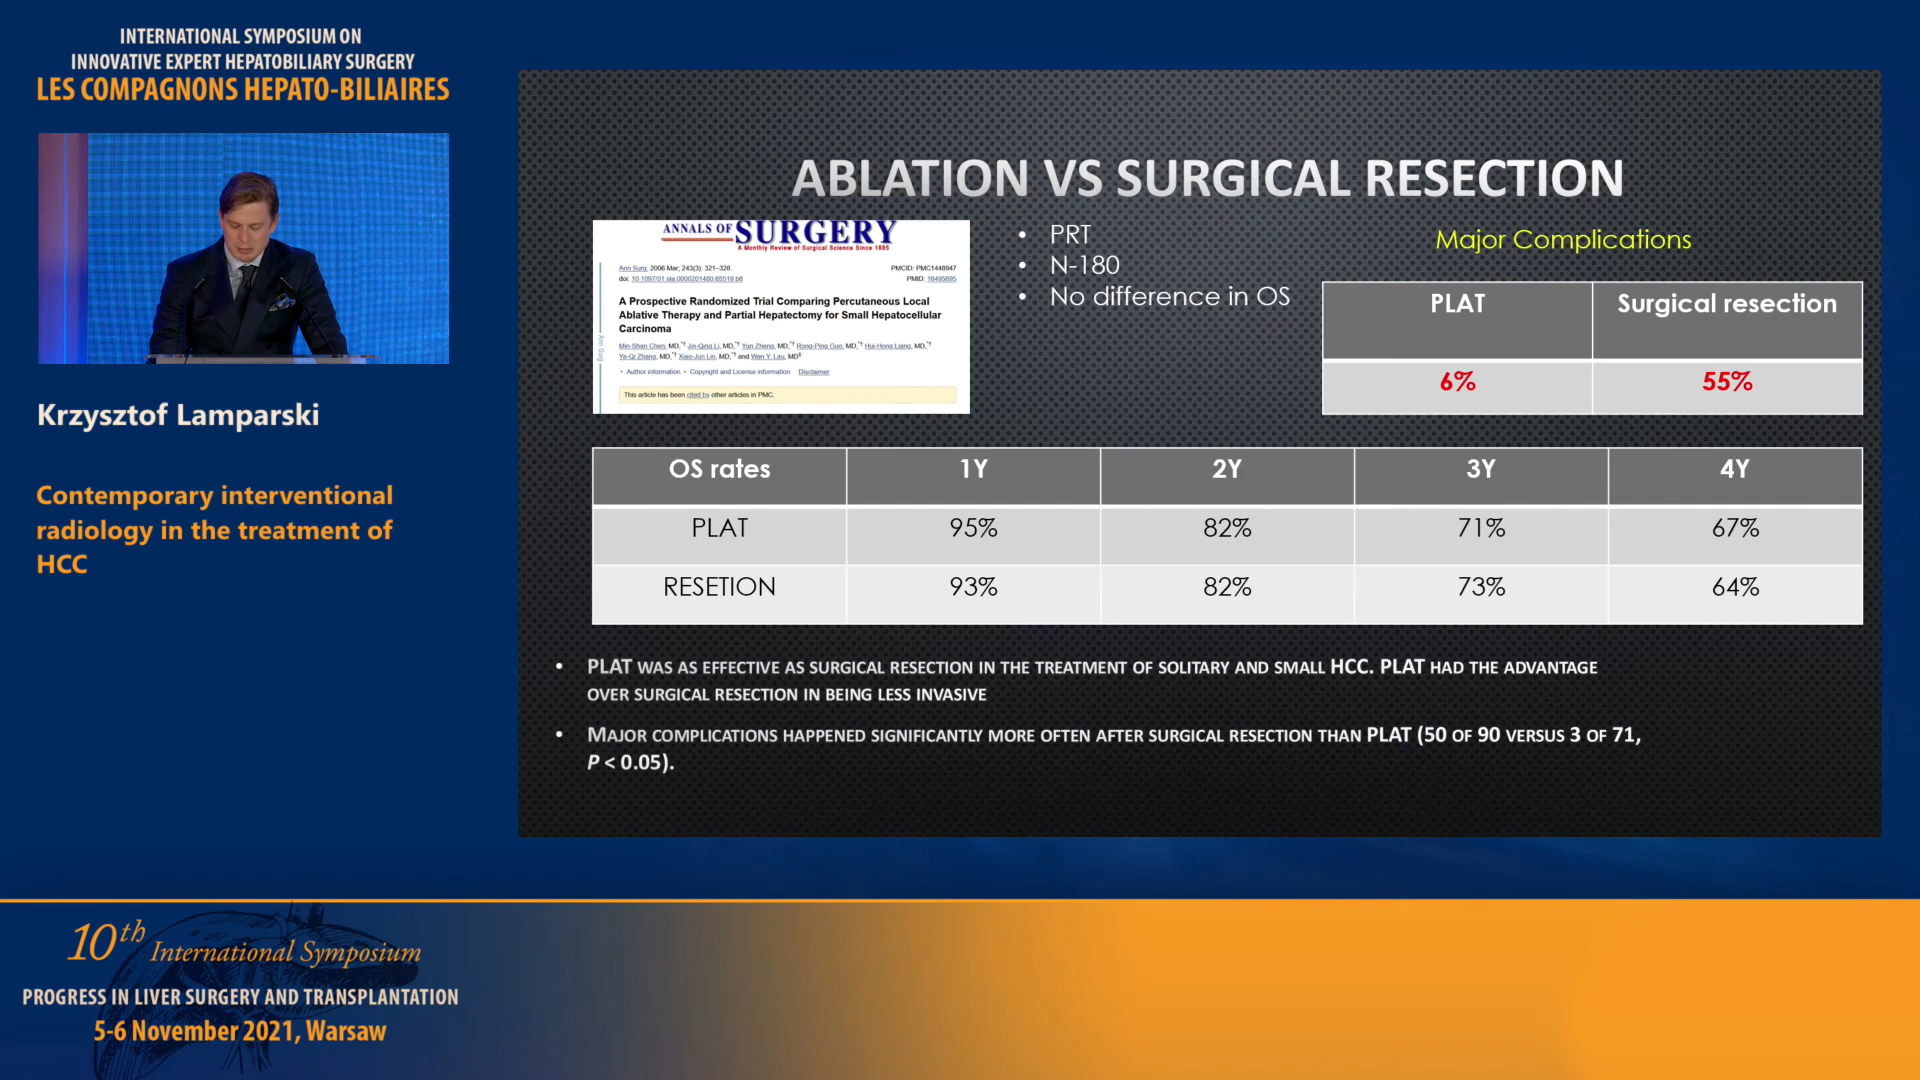 INTERNATIONAL SYMPOSIUM ON
INNOVATIVE EXPERT HEPATOBILIARY SURGERY
LES COMPAGNONS HEPATO-BILIAIRES
Krzysztof Lamparski
Contemporary interventional
radiology in the treatment of
HCC
ABLATION VS SURGICAL RESECTION
ANNALS OF SURGERY
A Monthly Review of Surgical Science Since 1885
Ann Surg. 2006 Mar; 243(3): 321–328.
PMCID: PMC1448947
doi: 10.1097/01.sla.0000201480.65519.b8
PMID: 16495695
A Prospective Randomized Trial Comparing Percutaneous Local
Ablative Therapy and Partial Hepatectomy for Small Hepatocellular
Carcinoma
Min-Shan Chen, MD,*† Jin-Qing Li, MD,*† Yun Zheng, MD,*† Rong-Ping Guo, MD,*† Hui-Hong Liang, MD,*†
Ya-Qi Zhang, MD,*† Xiao-Jun Lin, MD,*† and Wan Y. Lau, MD‡
Author information Copyright and License information Disclaimer
This article has been cited by other articles in PMC.
Ann Surg
• PRT
• N-180
• No difference in OS
Major Complications
PLAT Surgical resection
6% 55%
OS rates 1Y 2Y 3Y 4Y
PLAT 95% 82% 71% 67%
RESETION 93% 82% 73% 64%
• PLAT WAS AS EFFECTIVE AS SURGICAL RESECTION IN THE TREATMENT OF SOLITARY AND SMALL HCC. PLAT HAD THE ADVANTAGE
OVER SURGICAL RESECTION IN BEING LESS INVASIVE
• MAJOR COMPLICATIONS HAPPENED SIGNIFICANTLY MORE OFTEN AFTER SURGICAL RESECTION THAN PLAT (50 OF 90 VERSUS 3 OF 71,
P < 0.05).
10th International Symposium
PROGRESS IN LIVER SURGERY AND TRANSPLANTATION
5-6 November 2021, Warsaw